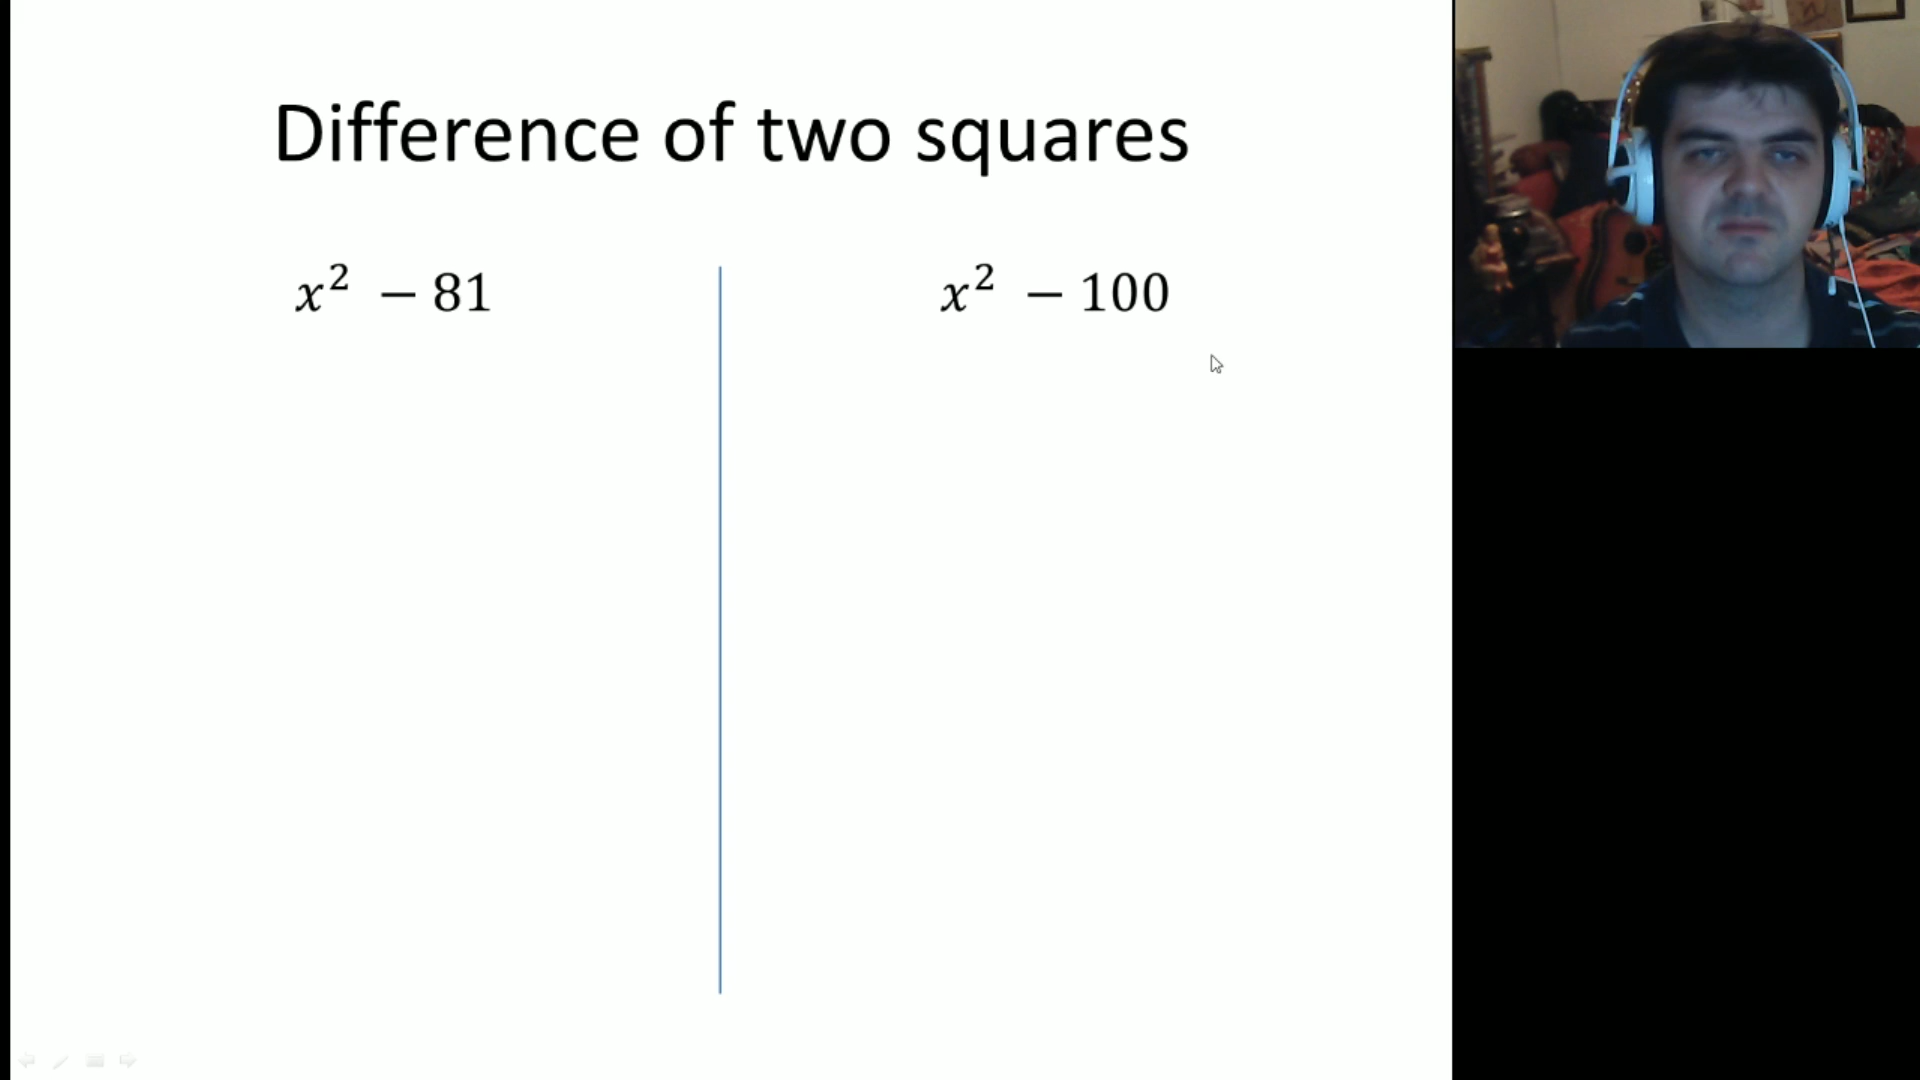 Difference of two squares
x² − 81
x² − 100